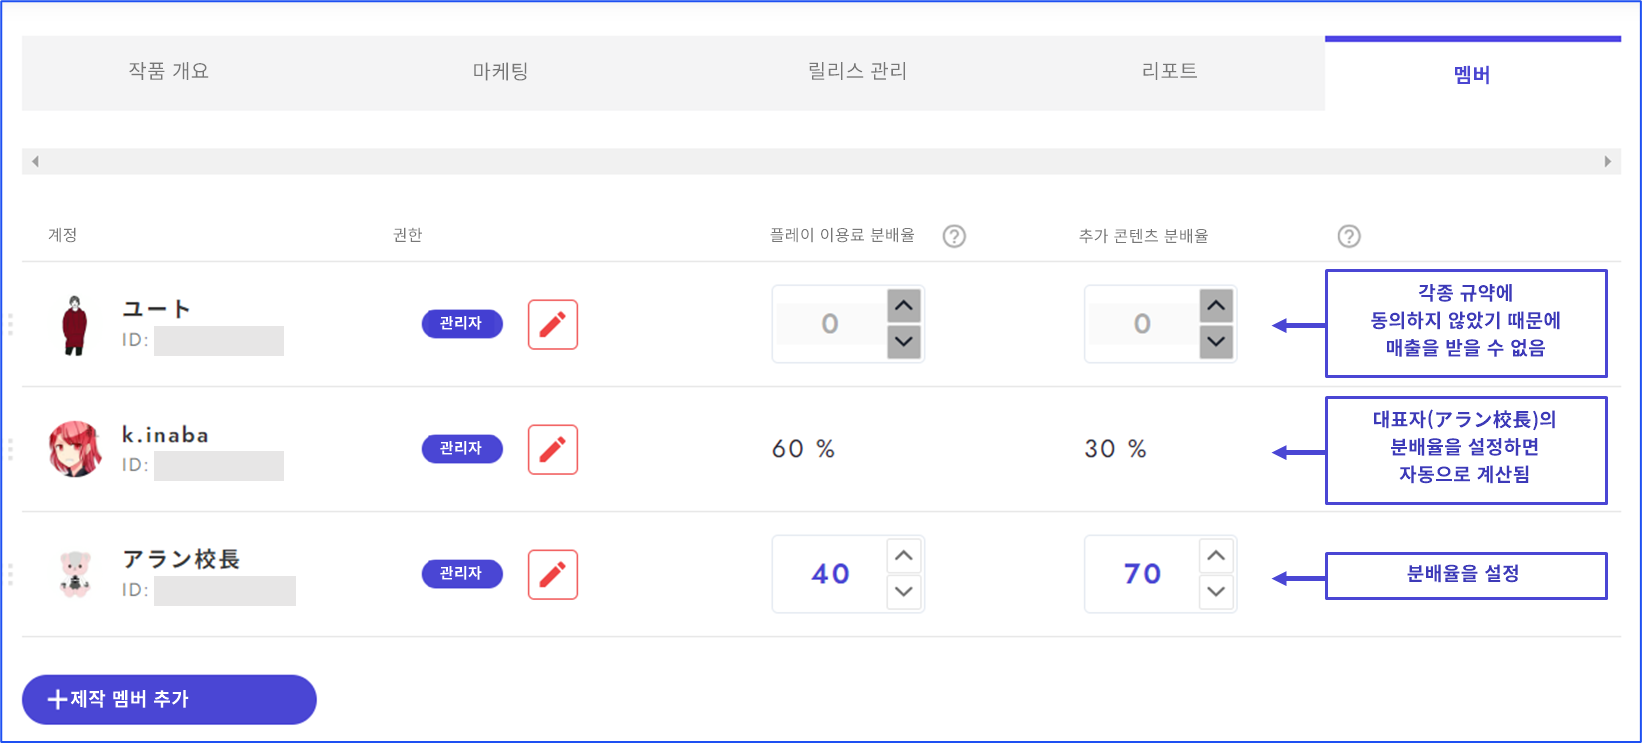 작품 개요
마케팅
릴리스 관리
리포트
멤버
계정
권한
플레이 이용료 분배율
?
추가 콘텐츠 분배율
?
ユート
ID:
관리자
0
0
각종 규약에
동의하지 않았기 때문에
매출을 받을 수 없음
k.inaba
ID:
관리자
60 %
30 %
대표자(アラン校長)의
분배율을 설정하면
자동으로 계산됨
アラン校長
ID:
관리자
40
70
분배율을 설정
+제작 멤버 추가